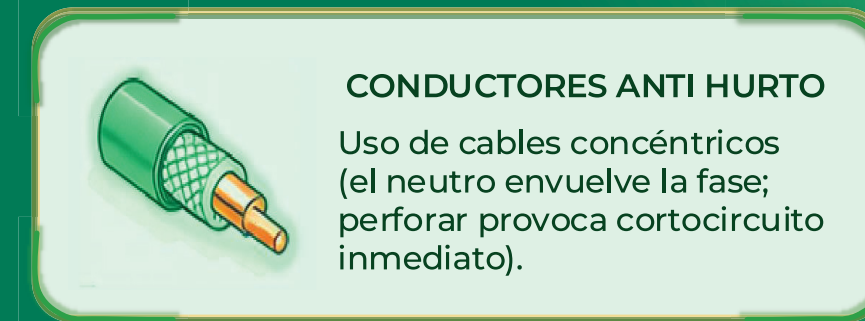 CONDUCTORES ANTI HURTO
Uso de cables concéntricos
(el neutro envuelve la fase;
perforar provoca cortocircuito
inmediato).